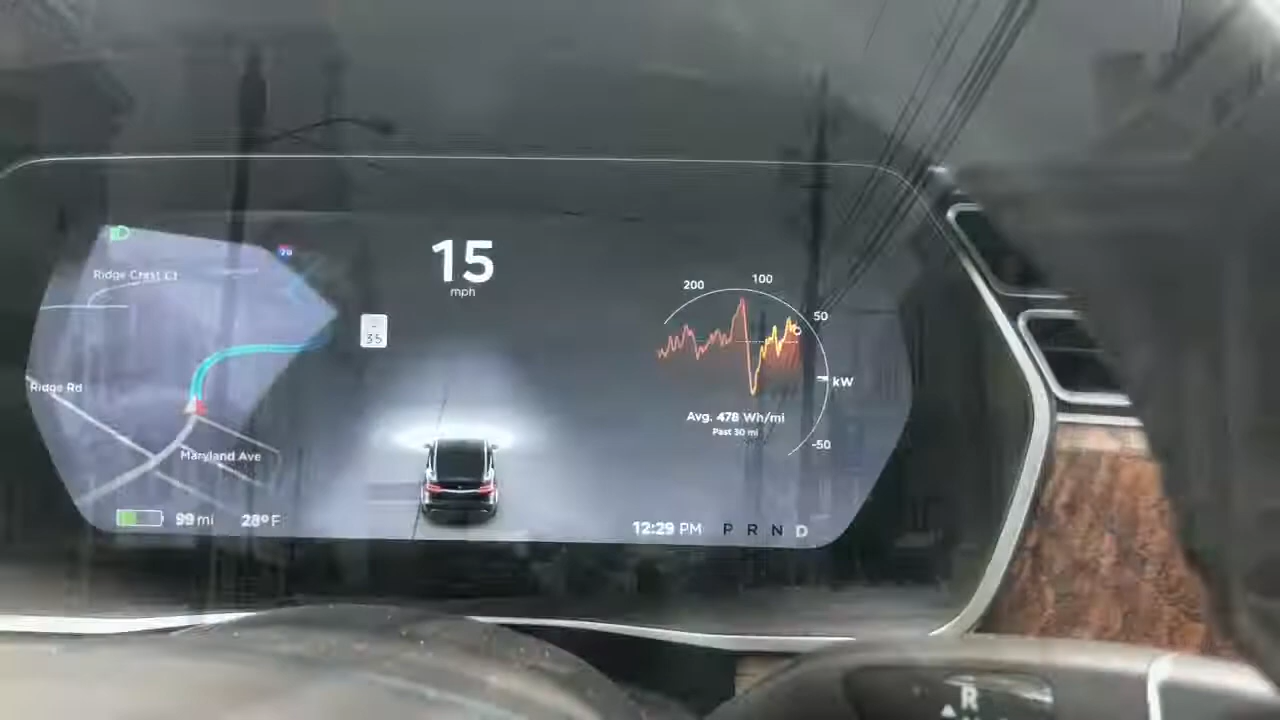 15
mph
70
Ridge Crest Ct
35
Ridge Rd
Maryland Ave
99 mi
28°F
200
100
50
kW
-50
Avg. 478 Wh/mi
Past 30 mi
12:29 PM
P R N D
R